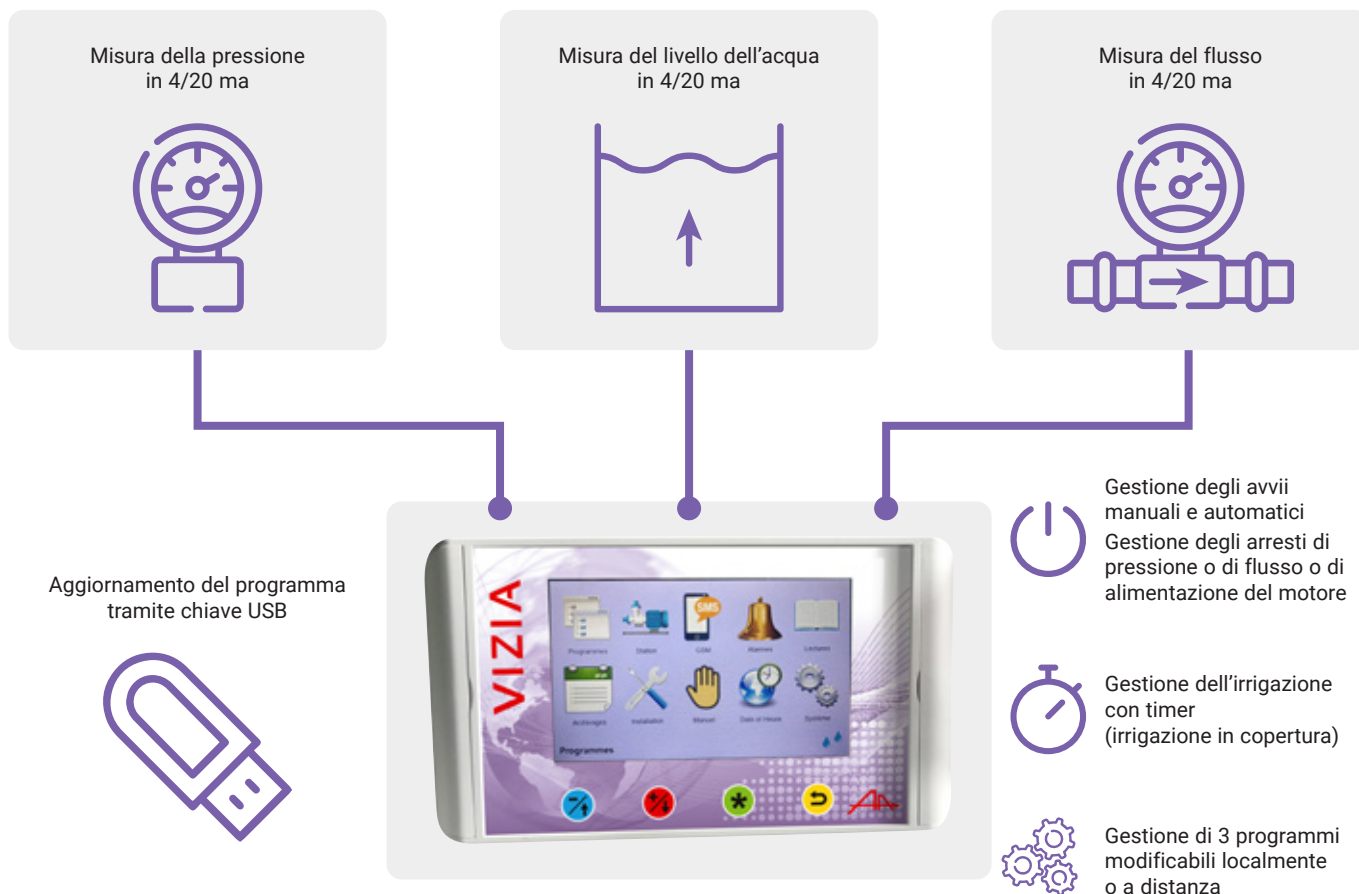 Misura della pressione
in 4/20 ma
Misura del livello dell’acqua
in 4/20 ma
Misura del flusso
in 4/20 ma
Gestione degli avvii
manuali e automatici
Gestione degli arresti di
pressione o di flusso o di
alimentazione del motore
Aggiornamento del programma
tramite chiave USB
VIZIA
SMS
Programmes
Station
GSM
Alarmes
Lectures
Archivages
Installation
Manuel
Date et Heure
Système
Programmes
Gestione dell’irrigazione
con timer
(irrigazione in copertura)
Gestione di 3 programmi
modificabili localmente
o a distanza